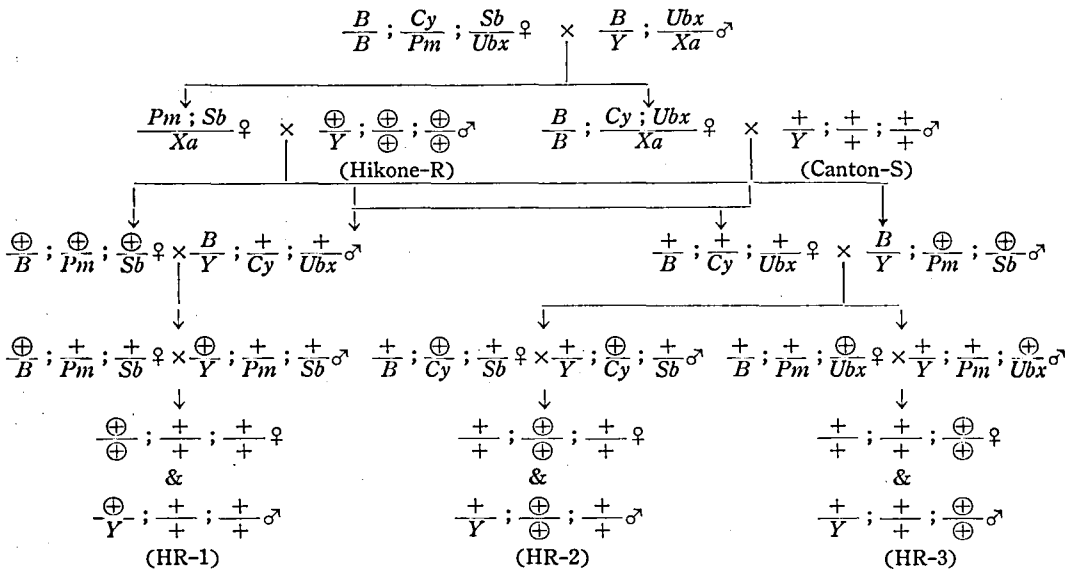 B/B ; Cy/Pm ; Sb/Ubx ♀ × B/Y ; Ubx/Xa ♂
Pm ; Sb/Xa ♀ × ⊕/Y ; ⊕/⊕ ; ⊕/⊕ ♂ B/B ; Cy ; Ubx/Xa ♀ × +/Y ; +/+ ; +/+ ♂
(Hikone-R) (Canton-S)
⊕/B ; ⊕/Pm ; ⊕/Sb ♀ × B/Y ; +/Cy ; +/Ubx ♂ +/B ; +/Cy ; +/Ubx ♀ × B/Y ; ⊕/Pm ; ⊕/Sb ♂
⊕/B ; +/Pm ; +/Sb ♀ × ⊕/Y ; +/Pm ; +/Sb ♂ +/B ; ⊕/Cy ; +/Sb ♀ × +/Y ; ⊕/Cy ; +/Sb ♂ +/B ; +/Pm ; ⊕/Ubx ♀ × +/Y ; +/Pm ; ⊕/Ubx ♂
⊕/⊕ ; +/+ ; +/+ ♀ +/+ ; ⊕/⊕ ; +/+ ♀ +/+ ; +/+ ; ⊕/⊕ ♀
& & &
⊕/Y ; +/+ ; +/+ ♂ +/Y ; ⊕/⊕ ; +/+ ♂ +/Y ; +/+ ; ⊕/⊕ ♂
(HR-1) (HR-2) (HR-3)